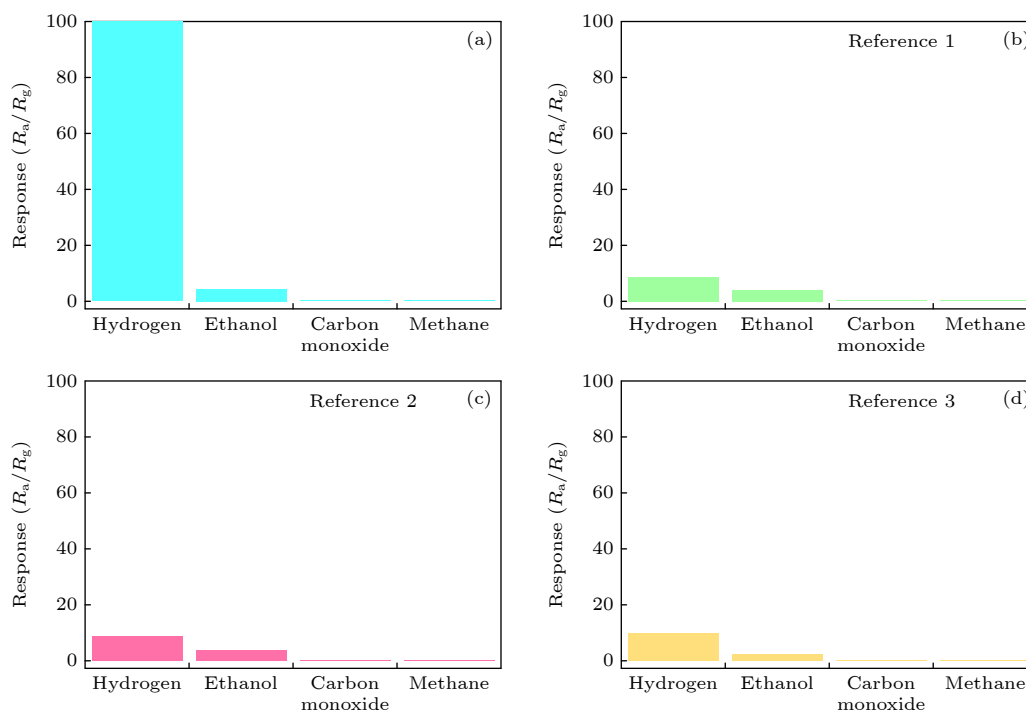 100
80
60
40
20
0
Response (Ra/Rg)
(a)
Hydrogen Ethanol Carbon monoxide Methane
100
80
60
40
20
0
Response (Ra/Rg)
Reference 1 (b)
Hydrogen Ethanol Carbon monoxide Methane
100
80
60
40
20
0
Response (Ra/Rg)
Reference 2 (c)
Hydrogen Ethanol Carbon monoxide Methane
100
80
60
40
20
0
Response (Ra/Rg)
Reference 3 (d)
Hydrogen Ethanol Carbon monoxide Methane